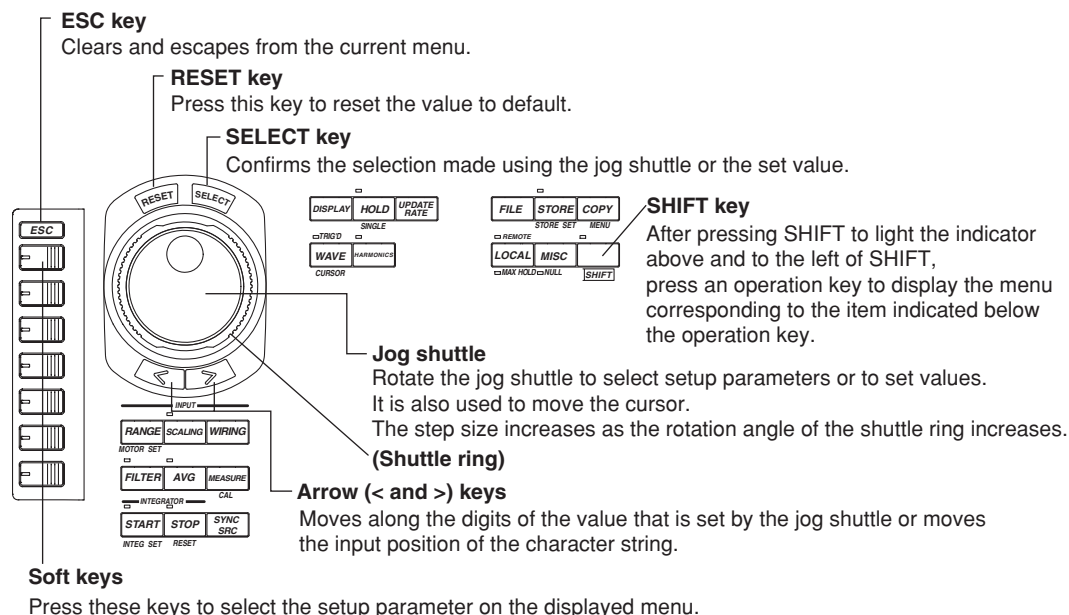 ESC key
Clears and escapes from the current menu.
RESET key
Press this key to reset the value to default.
SELECT key
Confirms the selection made using the jog shuttle or the set value.
RESET
SELECT
ESC
DISPLAY HOLD UPDATE RATE
SINGLE
TRIG'D
WAVE HARMONICS
CURSOR
FILE STORE COPY
STORE SET MENU
REMOTE
LOCAL MISC
MAX HOLD NULL SHIFT
SHIFT key
After pressing SHIFT to light the indicator
above and to the left of SHIFT,
press an operation key to display the menu
corresponding to the item indicated below
the operation key.
Jog shuttle
Rotate the jog shuttle to select setup parameters or to set values.
It is also used to move the cursor.
The step size increases as the rotation angle of the shuttle ring increases.
(Shuttle ring)
< >
INPUT
RANGE SCALING WIRING
MOTOR SET
FILTER AVG MEASURE
CAL
INTEGRATOR
START STOP SYNC SRC
INTEG SET RESET
Arrow (< and >) keys
Moves along the digits of the value that is set by the jog shuttle or moves
the input position of the character string.
Soft keys
Press these keys to select the setup parameter on the displayed menu.